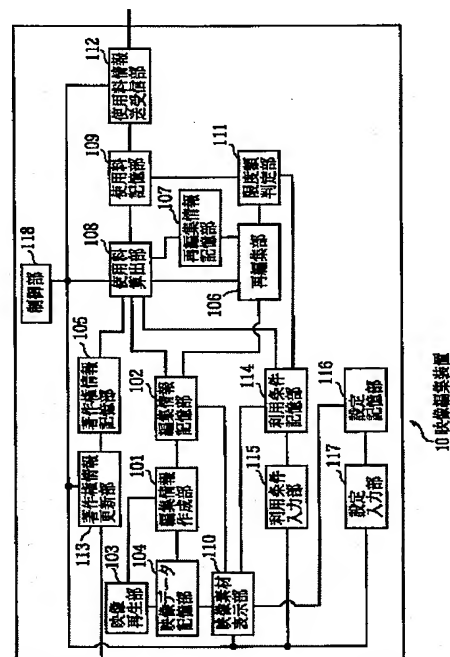 制御部
118
著作権情報
更新部
113
著作権情報
記憶部
105
使用料
算出部
108
使用料
記憶部
109
使用料情報
送受信部
112
映像
再生部
103
編集情報
作成部
101
編集情報
記憶部
102
再編集情報
記憶部
107
映像データ
記憶部
104
再編集部
106
限度額
判定部
111
映像素材
表示部
110
利用条件
入力部
115
利用条件
記憶部
114
設定
入力部
117
設定
記憶部
116
10 映像編集装置